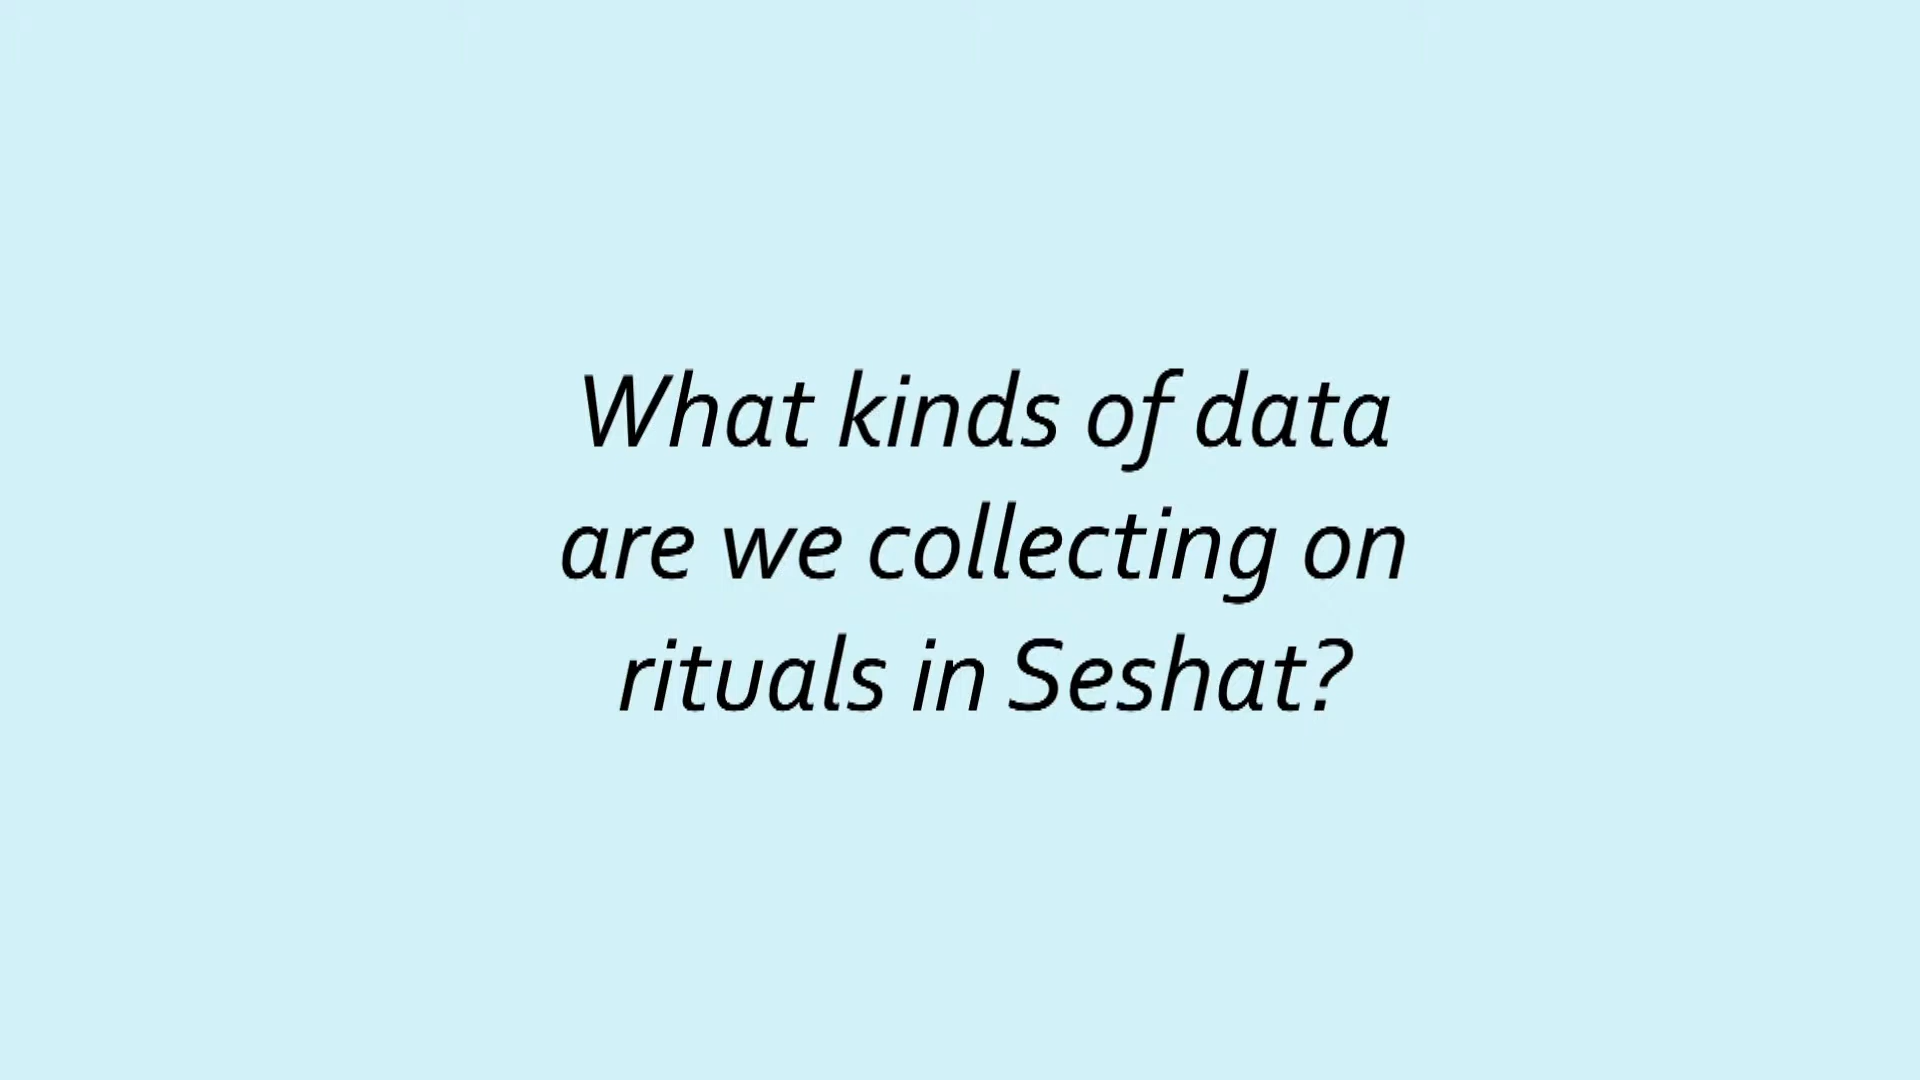 What kinds of data
are we collecting on
rituals in Seshat?